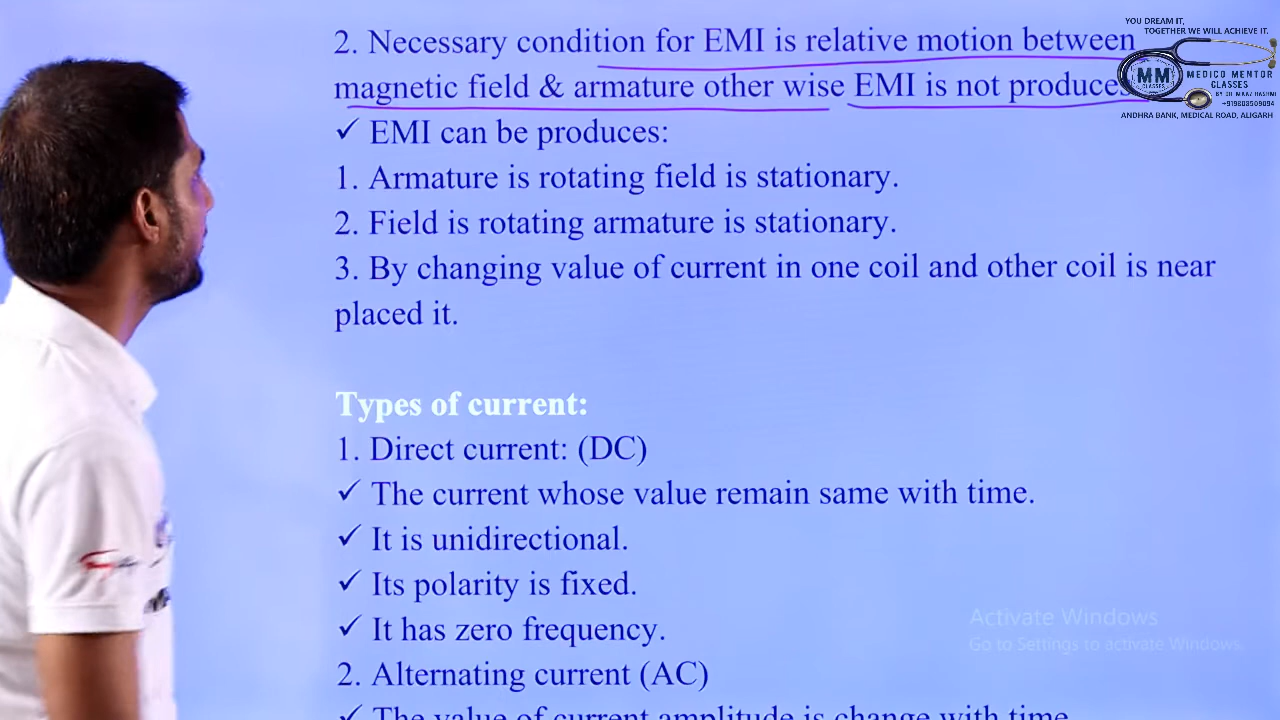 2. Necessary condition for EMI is relative motion between
magnetic field & armature other wise EMI is not produces
✓ EMI can be produces:
1. Armature is rotating field is stationary.
2. Field is rotating armature is stationary.
3. By changing value of current in one coil and other coil is near
placed it.
Types of current:
1. Direct current: (DC)
✓ The current whose value remain same with time.
✓ It is unidirectional.
✓ Its polarity is fixed.
✓ It has zero frequency.
2. Alternating current (AC)
✓ The value of current amplitude is change with time
YOU DREAM IT,
TOGETHER WE WILL ACHIEVE IT.
MM
CLASSES
MEDICO MENTOR
CLASSES
ANDHRA BANK, MEDICAL ROAD, ALIGARH
Activate Windows
Go to Settings to activate Windows.